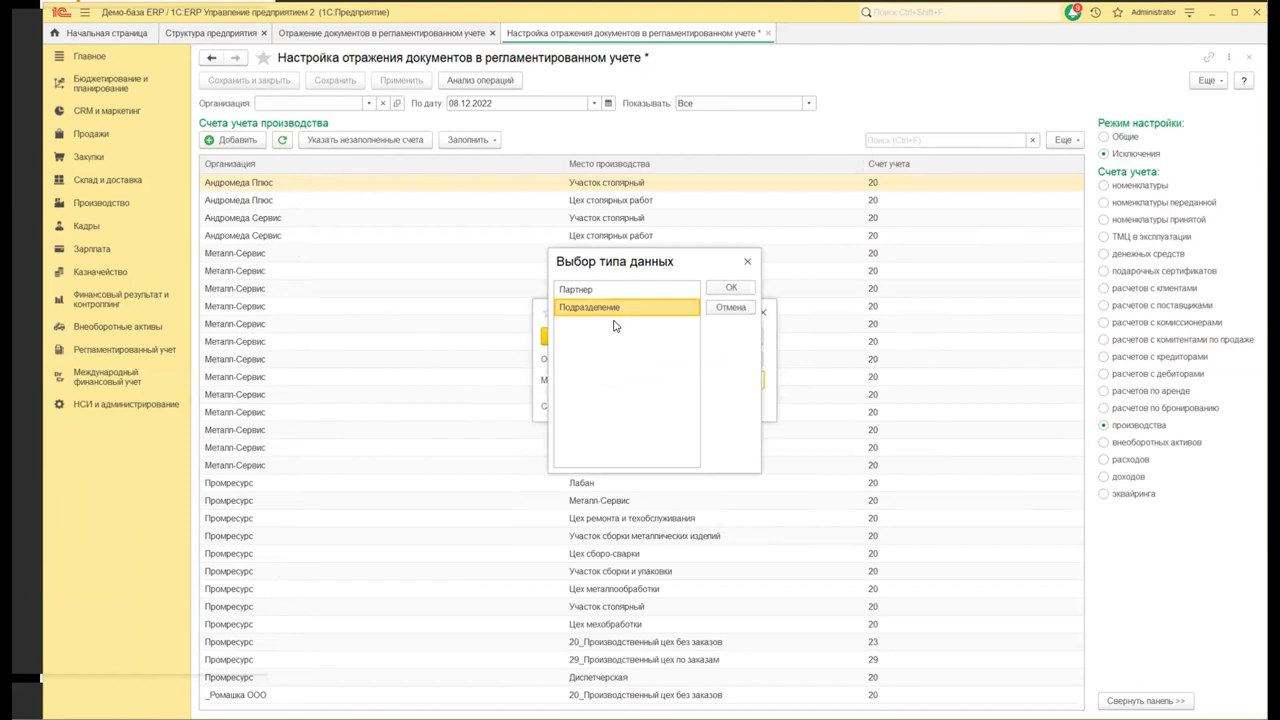 1С Демо-база ERP / 1С:ERP Управление предприятием 2 (1С:Предприятие)
Поиск Ctrl+Shift+F
Administrator
Начальная страница
Структура предприятия ×
Отражение документов в регламентированном учете ×
Настройка отражения документов в регламентированном учете * ×
Главное
Бюджетирование и
планирование
CRM и маркетинг
Продажи
Закупки
Склад и доставка
Производство
Кадры
Зарплата
Казначейство
Финансовый результат и
контроллинг
Внеоборотные активы
Регламентированный учет
Международный
финансовый учет
НСИ и администрирование
Настройка отражения документов в регламентированном учете *
Сохранить и закрыть
Сохранить
Применить
Анализ операций
Еще
?
Организация:
По дату: 08.12.2022
Показывать: Все
Счета учета производства
Добавить
Указать незаполненные счета
Заполнить
Поиск (Ctrl+F)
Еще
Организация Место производства Счет учета
Андромеда Плюс Участок столярный 20
Андромеда Плюс Цех столярных работ 20
Андромеда Сервис Участок столярный 20
Андромеда Сервис Цех столярных работ 20
Металл-Сервис 20
Металл-Сервис 20
Металл-Сервис 20
Металл-Сервис 20
Металл-Сервис 20
Металл-Сервис 20
Металл-Сервис 20
Металл-Сервис 20
Металл-Сервис 20
Металл-Сервис 20
Металл-Сервис 20
Металл-Сервис 20
Металл-Сервис 20
Промресурс Лабан 20
Промресурс Металл-Сервис 20
Промресурс Цех ремонта и техобслуживания 20
Промресурс Участок сборки металлических изделий 20
Промресурс Цех сборо-сварки 20
Промресурс Участок сборки и упаковки 20
Промресурс Цех металлообработки 20
Промресурс Участок столярный 20
Промресурс Цех мехобработки 20
Промресурс 20_Производственный цех без заказов 23
Промресурс 29_Производственный цех по заказам 29
Промресурс Диспетчерская 20
_Ромашка ООО 20_Производственный цех без заказов 20
Выбор типа данных
Партнер
Подразделение
ОК
Отмена
О
М
С
Режим настройки:
Общие
Исключения
Счета учета:
номенклатуры
номенклатуры переданной
номенклатуры принятой
ТМЦ в эксплуатации
денежных средств
подарочных сертификатов
расчетов с клиентами
расчетов с поставщиками
расчетов с комиссионерами
расчетов с комитентами по продаже
расчетов с кредиторами
расчетов с дебиторами
расчетов по аренде
расчетов по бронированию
производства
внеоборотных активов
расходов
доходов
эквайринга
Свернуть панель >>